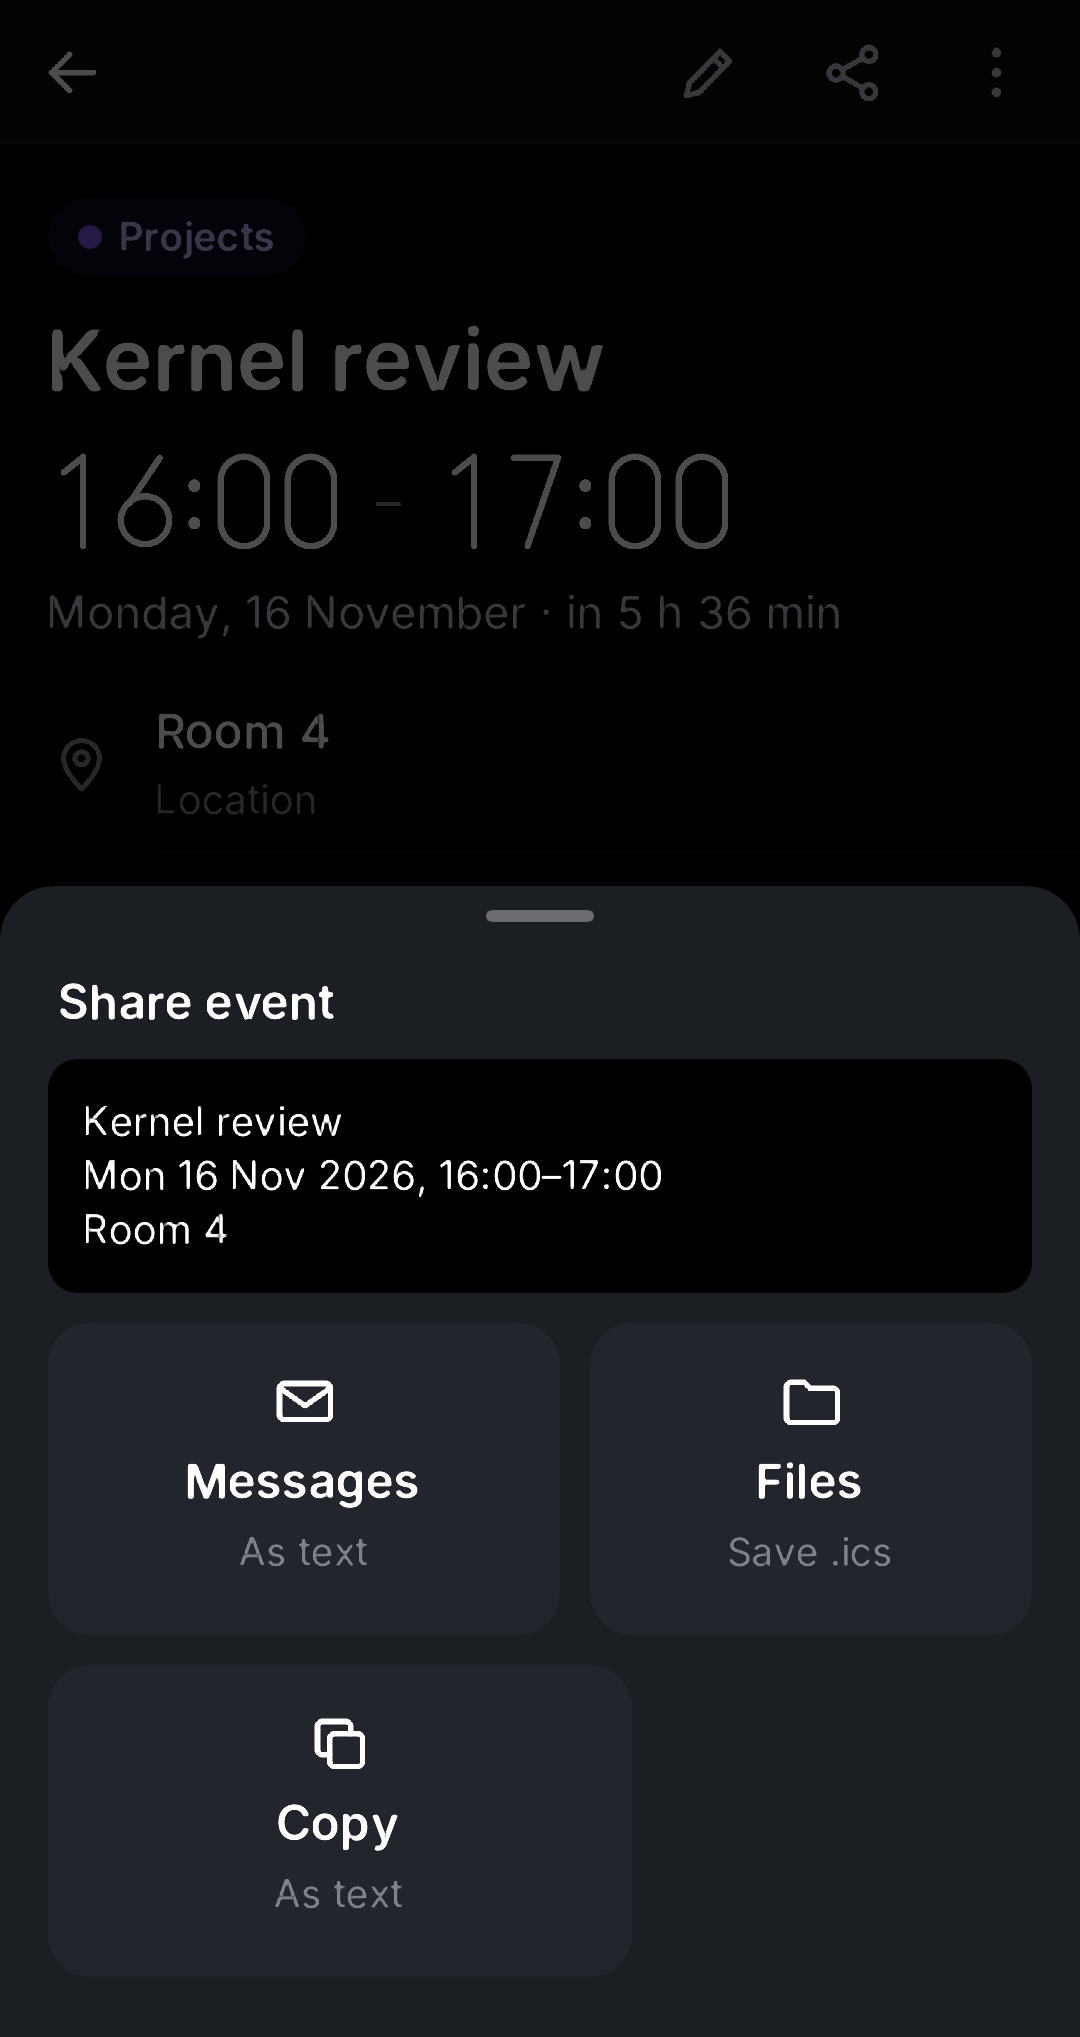 Projects
Kernel review
16:00 - 17:00
Monday, 16 November · in 5 h 36 min
Room 4
Location
Share event
Kernel review
Mon 16 Nov 2026, 16:00–17:00
Room 4
Messages
As text
Files
Save .ics
Copy
As text